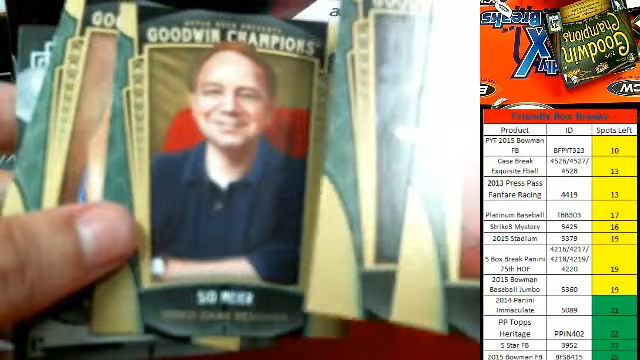 GOODWIN CHAMPIONS
SID MEIER
Goodwin
Champions
Friendly Box Breaks
Product ID Spots Left
PYT 2015 Bowman FB BFPYT323 10
Case Break Exquisite Fball 4526/4527/4528 13
2013 Press Pass Fanfare Racing 4419 13
Platinum Baseball TBB303 17
Strike3 Mystery 5425 16
2015 Stadium 5379 19
5 Box Break Panini 75th HOF 4216/4217/4218/4219/4220 19
2015 Bowman Baseball Jumbo 5360 19
2014 Panini Immaculate 5089 21
PP Topps Heritage PPIN402 22
5 Star FB 3952 22
2015 Bowman FB BFSB415 25